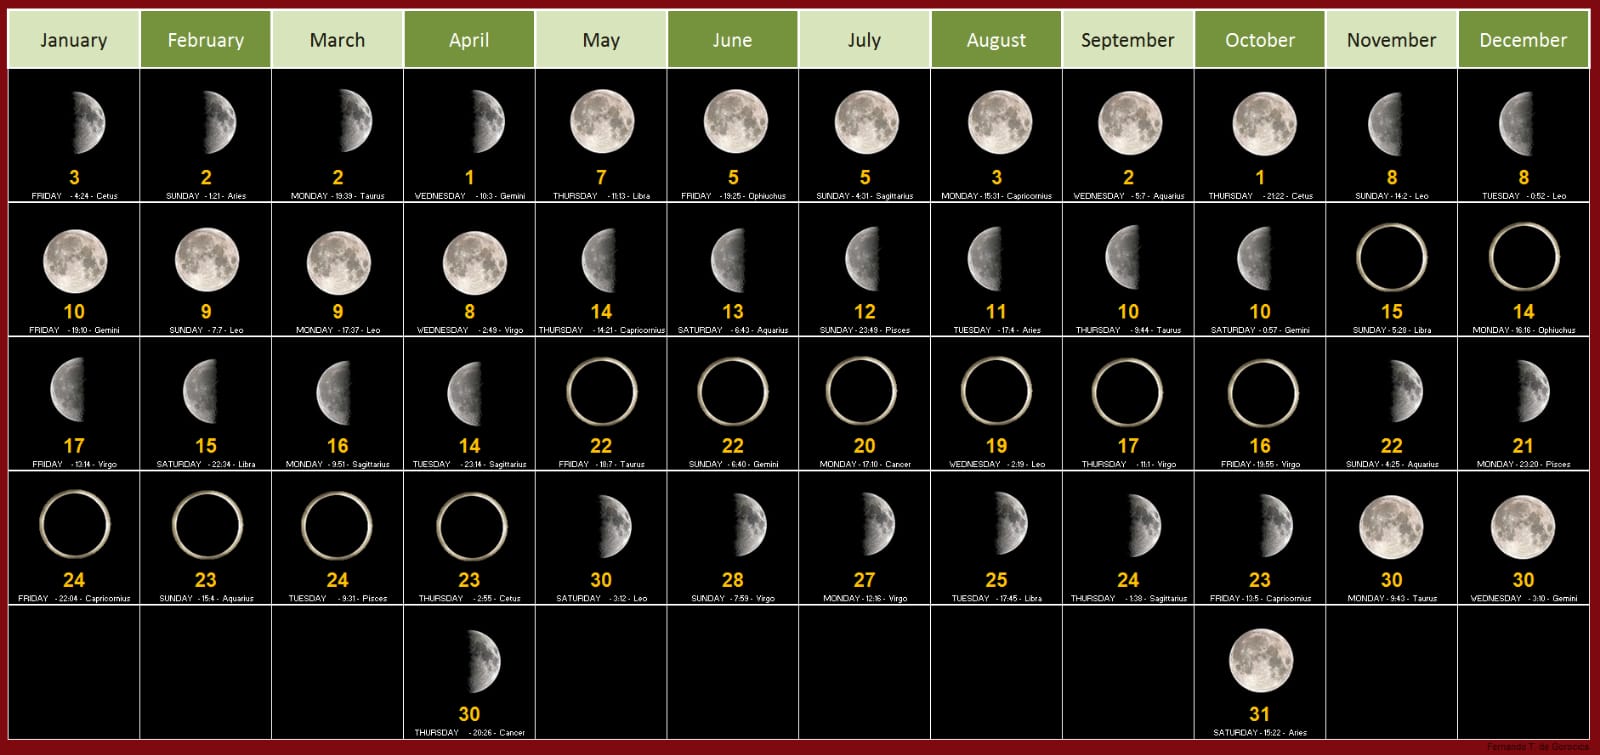 January February March April May June July August September October November December
3 2 2 1 7 5 5 3 2 1 8 8
FRIDAY - 4:24 - Cetus SUNDAY - 1:21 - Aries MONDAY - 19:39 - Taurus WEDNESDAY - 10:3 - Gemini THURSDAY - 11:13 - Libra FRIDAY - 19:25 - Ophiuchus SUNDAY - 4:31 - Sagittarius MONDAY - 15:31 - Capricornius WEDNESDAY - 5:7 - Aquarius THURSDAY - 21:22 - Cetus SUNDAY - 14:2 - Leo TUESDAY - 0:52 - Leo
10 9 9 8 14 13 12 11 10 10 15 14
FRIDAY - 19:10 - Gemini SUNDAY - 7:7 - Leo MONDAY - 17:37 - Leo WEDNESDAY - 2:49 - Virgo THURSDAY - 14:21 - Capricornius SATURDAY - 6:43 - Aquarius SUNDAY - 23:49 - Pisces TUESDAY - 17:4 - Aries THURSDAY - 9:44 - Taurus SATURDAY - 0:57 - Gemini SUNDAY - 5:28 - Libra MONDAY - 16:16 - Ophiuchus
17 15 16 14 22 22 20 19 17 16 22 21
FRIDAY - 13:14 - Virgo SATURDAY - 22:34 - Libra MONDAY - 9:51 - Sagittarius TUESDAY - 23:14 - Sagittarius FRIDAY - 18:7 - Taurus SUNDAY - 6:40 - Gemini MONDAY - 17:10 - Cancer WEDNESDAY - 2:19 - Leo THURSDAY - 11:1 - Virgo FRIDAY - 19:55 - Virgo SUNDAY - 4:25 - Aquarius MONDAY - 23:20 - Pisces
24 23 24 23 30 28 27 25 24 23 30 30
FRIDAY - 22:04 - Capricornius SUNDAY - 15:4 - Aquarius TUESDAY - 9:31 - Pisces THURSDAY - 2:55 - Cetus SATURDAY - 3:12 - Leo SUNDAY - 7:59 - Virgo MONDAY - 12:16 - Virgo TUESDAY - 17:45 - Libra THURSDAY - 1:38 - Sagittarius FRIDAY - 13:5 - Capricornius MONDAY - 9:43 - Taurus WEDNESDAY - 3:10 - Gemini
30 31
THURSDAY - 20:26 - Cancer SATURDAY - 15:22 - Aries
Fernando T. de Gorocica